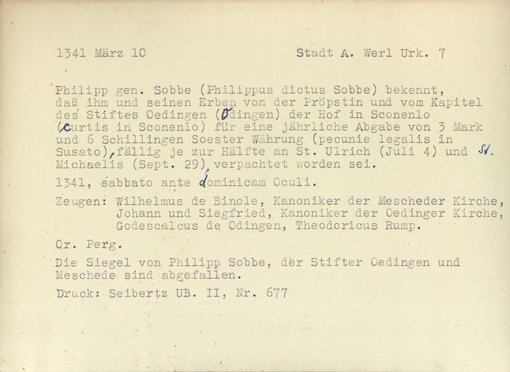 1341 März 10 Stadt A. Werl Urk. 7
Philipp gen. Sobbe (Philippus dictus Sobbe) bekennt,
daß ihm und seinen Erben von der Pröpstin und vom Kapitel
des Stiftes Oedingen (Odingen) der Hof in Sconenlo
(curtis in Sconenlo) für eine jährliche Abgabe von 3 Mark
und 6 Schillingen Soester Währung (pecunie legalis in
Susato), fällig je zur Hälfte an St. Ulrich (Juli 4) und St.
Michaelis (Sept. 29), verpachtet worden sei.
1341, sabbato ante dominicam Oculi.
Zeugen: Wilhelmus de Binole, Kanoniker der Mescheder Kirche,
Johann und Siegfried, Kanoniker der Oedinger Kirche,
Godescalcus de Odingen, Theodoricus Rump.
Or. Perg.
Die Siegel von Philipp Sobbe, der Stifter Oedingen und
Meschede sind abgefallen.
Druck: Seibertz UB. II, Nr. 677